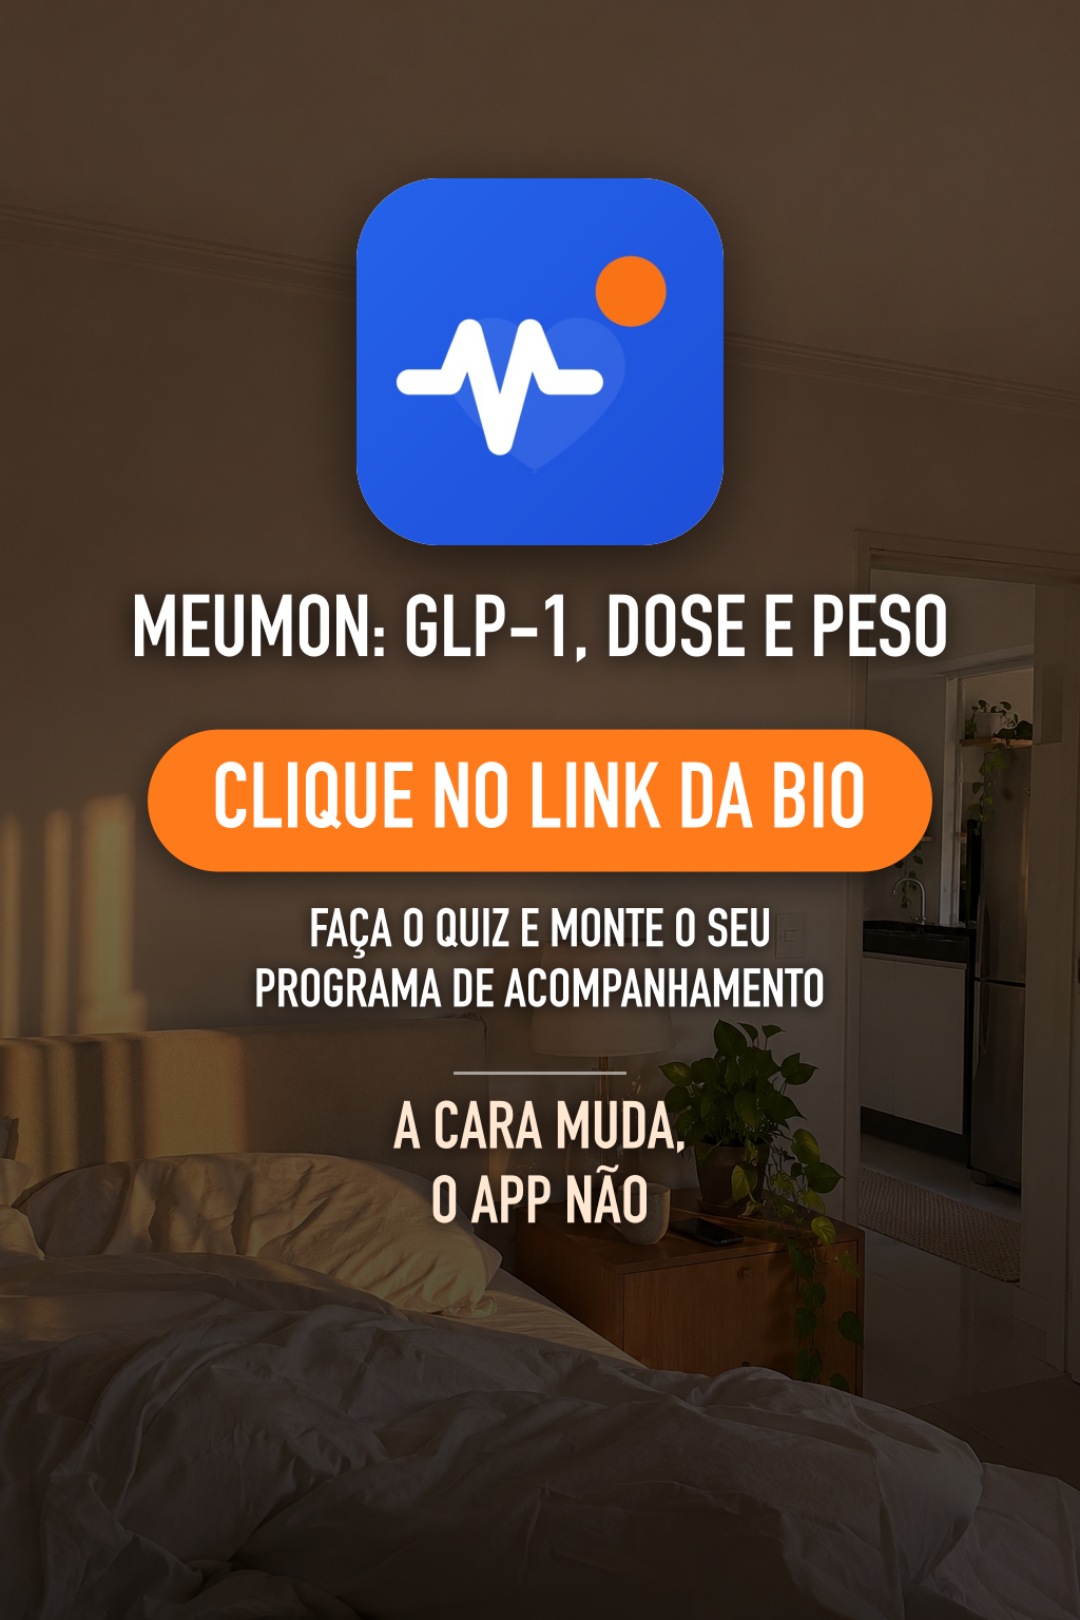 MEUMON: GLP-1, DOSE E PESO
CLIQUE NO LINK DA BIO
FAÇA O QUIZ E MONTE O SEU
PROGRAMA DE ACOMPANHAMENTO
A CARA MUDA,
O APP NÃO